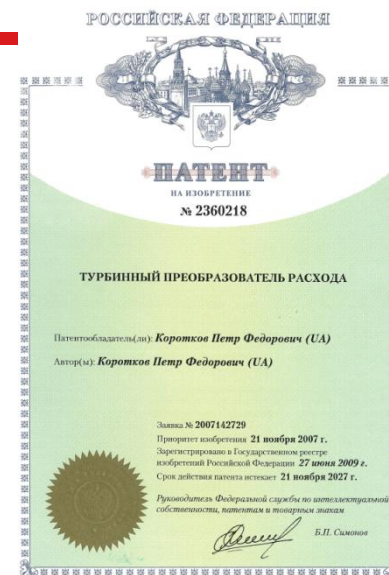 РОССИЙСКАЯ ФЕДЕРАЦИЯ
ПАТЕНТ
НА ИЗОБРЕТЕНИЕ
№ 2360218
ТУРБИННЫЙ ПРЕОБРАЗОВАТЕЛЬ РАСХОДА
Патентообладатель(ли): Коротков Петр Федорович (UA)
Автор(ы): Коротков Петр Федорович (UA)
Заявка № 2007142729
Приоритет изобретения 21 ноября 2007 г.
Зарегистрировано в Государственном реестре
изобретений Российской Федерации 27 июня 2009 г.
Срок действия патента истекает 21 ноября 2027 г.
Руководитель Федеральной службы по интеллектуальной
собственности, патентам и товарным знакам
Б.П. Симонов